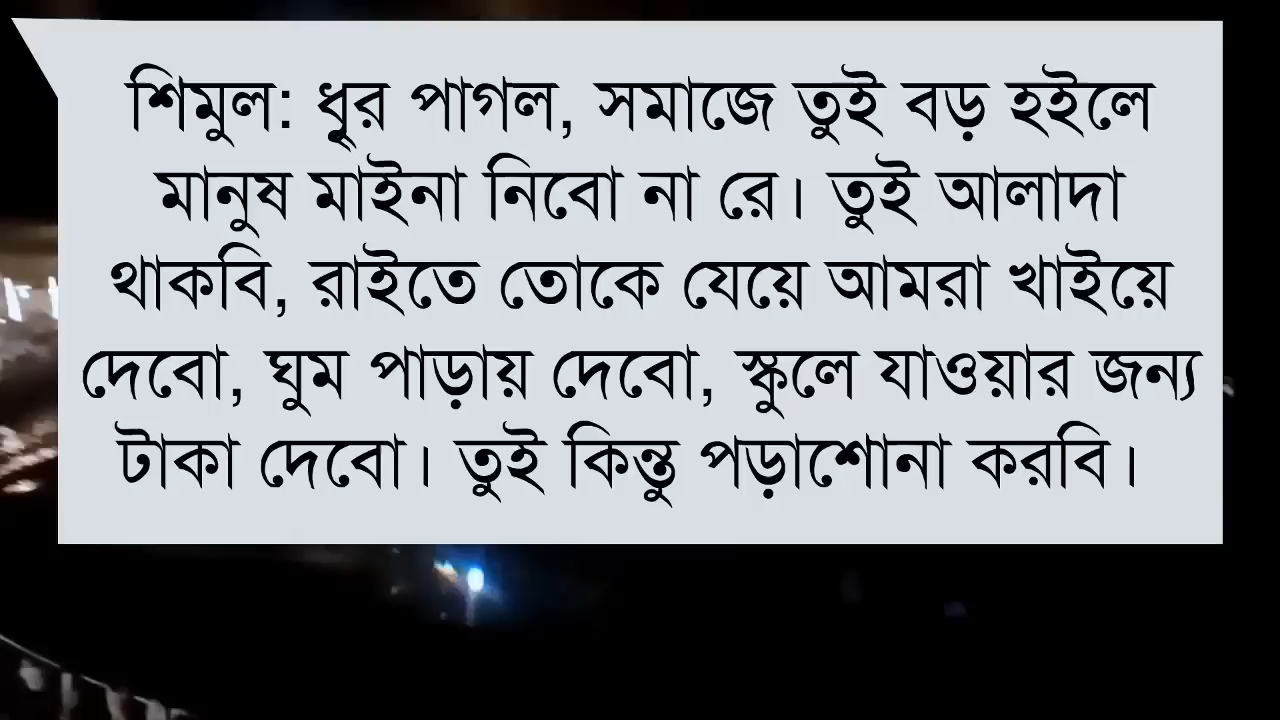 শিমুল: ধুৃর পাগল, সমাজে তুই বড় হইলে
মানুষ মাইনা নিবো না রে। তুই আলাদা
থাকবি, রাইতে তোকে যেয়ে আমরা খাইয়ে
দেবো, ঘুম পাড়ায় দেবো, স্কুলে যাওয়ার জন্য
টাকা দেবো। তুই কিন্তু পড়াশোনা করবি।